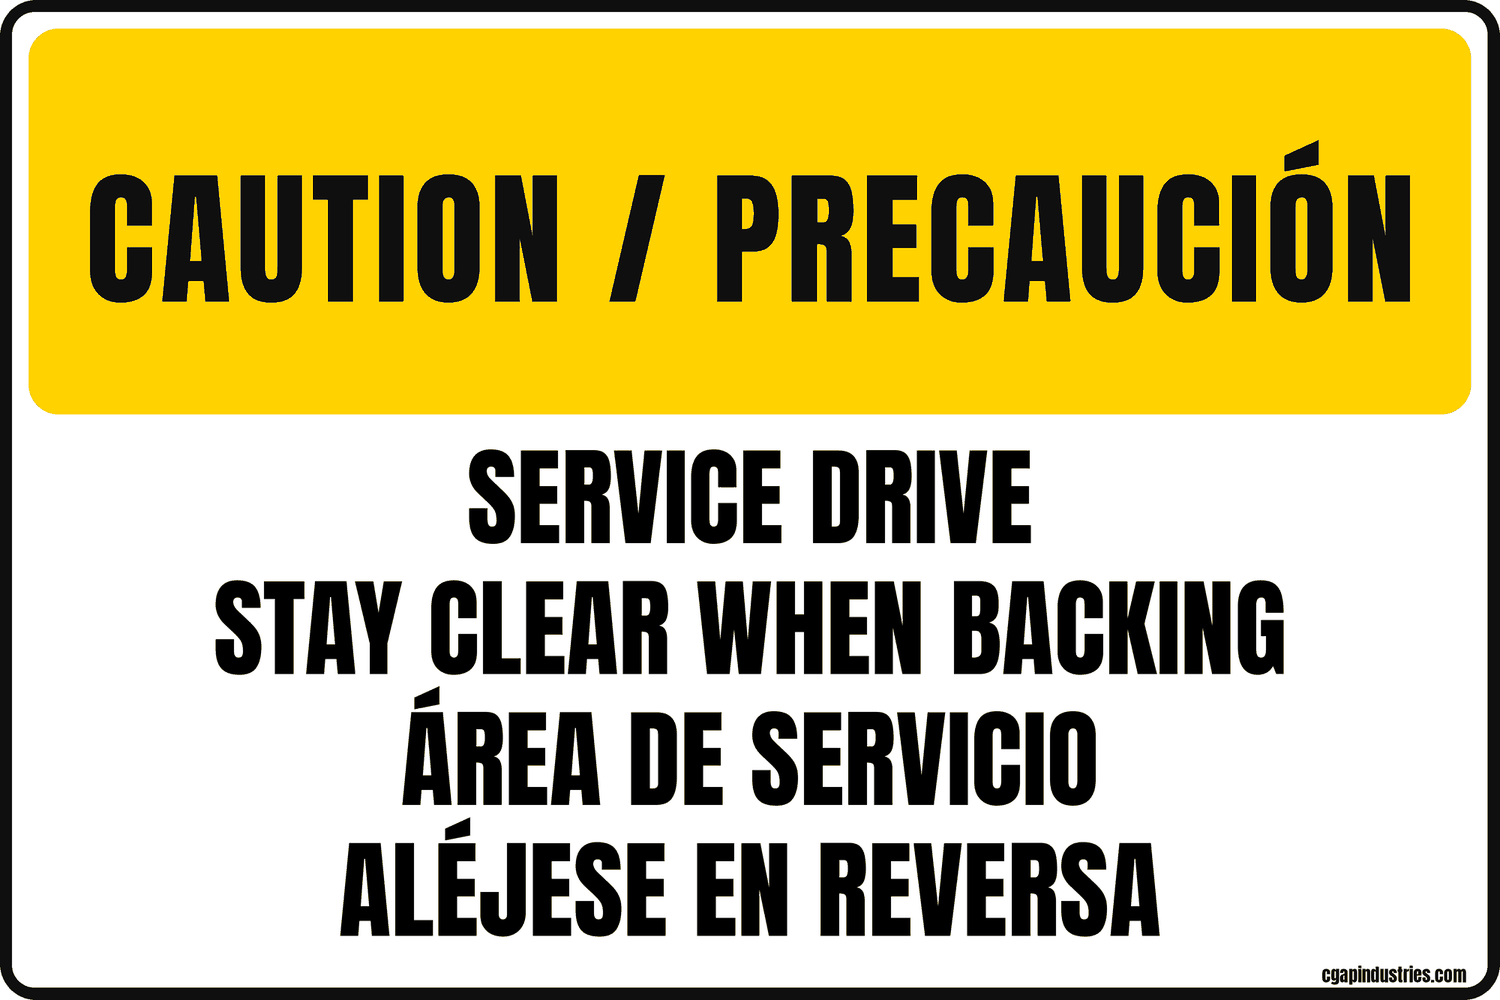 CAUTION / PRECAUCIÓN
SERVICE DRIVE
STAY CLEAR WHEN BACKING
ÁREA DE SERVICIO
ALÉJESE EN REVERSA
cgapindustries.com